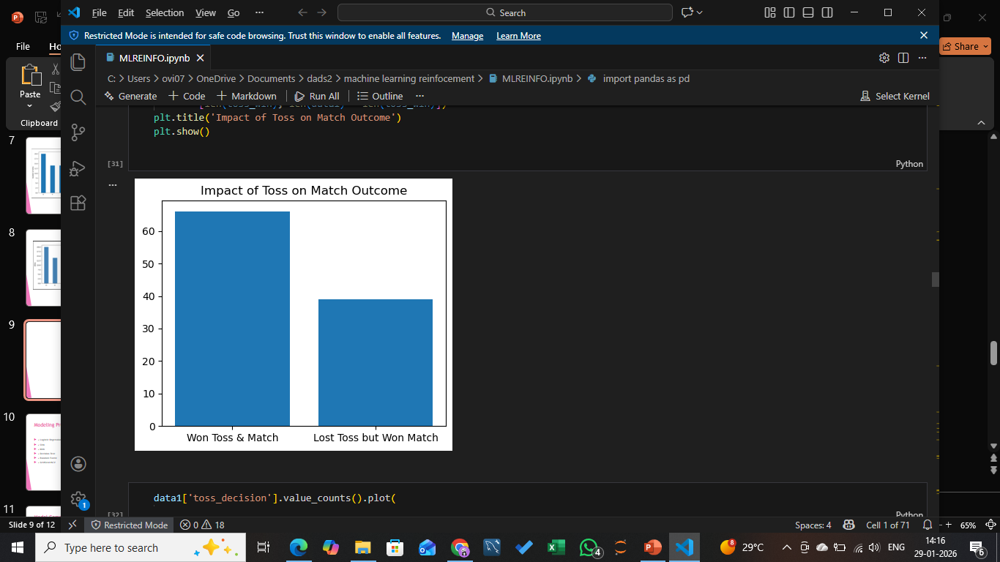 File Edit Selection View Go ··· Search
Restricted Mode is intended for safe code browsing. Trust this window to enable all features. Manage Learn More
File
Share
MLREINFO.ipynb
C: > Users > ovi07 > OneDrive > Documents > dads2 > machine learning reinfocement > MLREINFO.ipynb > import pandas as pd
Paste
Generate + Code + Markdown Run All Outline ··· Select Kernel
Clipboard
plt.title('Impact of Toss on Match Outcome')
plt.show()
[31]
Python
7
Impact of Toss on Match Outcome
60
50
40
30
20
10
0
Won Toss & Match Lost Toss but Won Match
8
9
10
11
data1['toss_decision'].value_counts().plot(
[32]
Python
Slide 9 of 12
Restricted Mode 0 18 Spaces: 4 Cell 1 of 71 65%
1
Type here to search
4
29°C ENG
14:16
29-01-2026
6